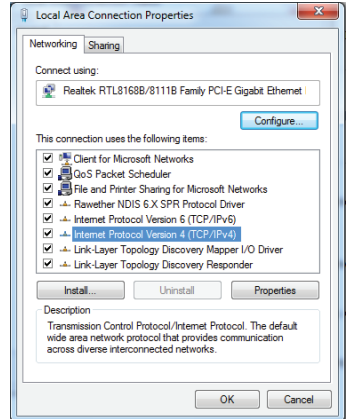 Local Area Connection Properties
Networking Sharing
Connect using:
Realtek RTL8168B/8111B Family PCI-E Gigabit Ethernet
Configure...
This connection uses the following items:
Client for Microsoft Networks
QoS Packet Scheduler
File and Printer Sharing for Microsoft Networks
Rawether NDIS 6.X SPR Protocol Driver
Internet Protocol Version 6 (TCP/IPv6)
Internet Protocol Version 4 (TCP/IPv4)
Link-Layer Topology Discovery Mapper I/O Driver
Link-Layer Topology Discovery Responder
Install... Uninstall Properties
Description
Transmission Control Protocol/Internet Protocol. The default
wide area network protocol that provides communication
across diverse interconnected networks.
OK Cancel